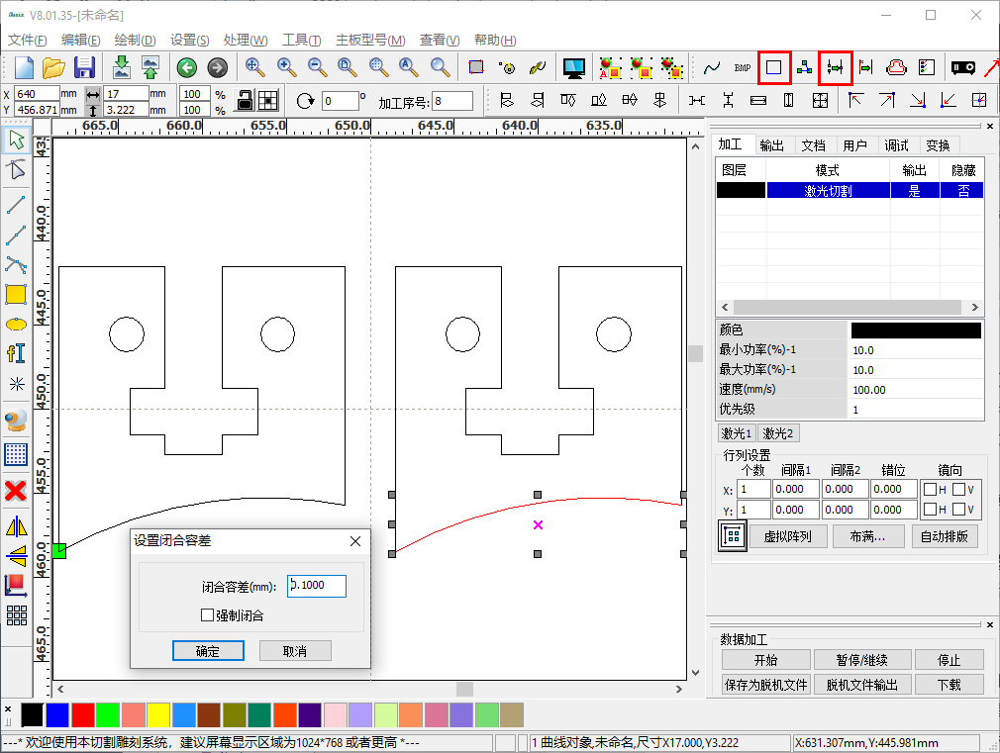 V8.01.35-[未命名]
文件(F) 编辑(E) 绘制(D) 设置(S) 处理(W) 工具(T) 主板型号(M) 查看(V) 帮助(H)
BMP
X 640 mm 17 mm 100 %
Y 456.871 mm 3.222 mm 100 %
0 ° 加工序号: 8
665.0 660.0 655.0 650.0 645.0 640.0 635.0
440.0
445.0
450.0
455.0
460.0
465.0
加工 输出 文档 用户 调试 变换
图层 模式 输出 隐藏
激光切割 是 否
颜色
最小功率(%)-1 10.0
最大功率(%)-1 10.0
速度(mm/s) 100.00
优先级 1
激光1 激光2
行列设置
个数 间隔1 间隔2 错位 镜向
X: 1 0.000 0.000 0.000 H V
Y: 1 0.000 0.000 0.000 H V
虚拟阵列 布满... 自动排版
设置闭合容差
闭合容差(mm): 0.1000
强制闭合
确定 取消
数据加工
开始 暂停/继续 停止
保存为脱机文件 脱机文件输出 下载
---* 欢迎使用本切割雕刻系统，建议屏幕显示区域为1024*768 或者更高 *---
1 曲线对象,未命名,尺寸X17.000,Y3.222
X:631.307mm,Y:445.981mm